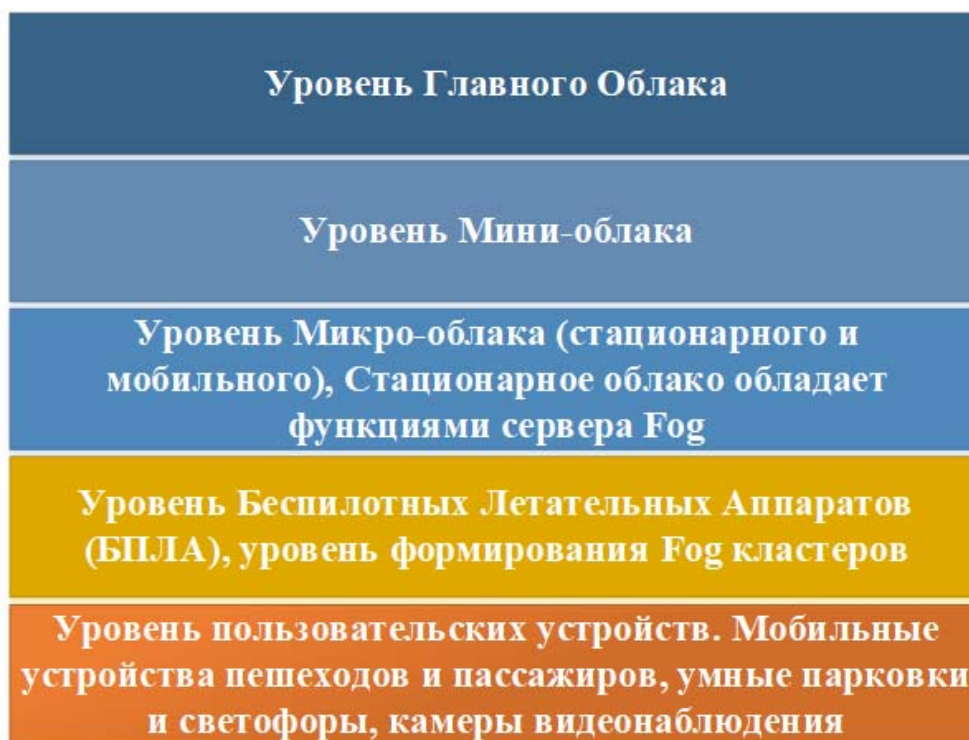 Уровень Главного Облака
Уровень Мини-облака
Уровень Микро-облака (стационарного и
мобильного), Стационарное облако обладает
функциями сервера Fog
Уровень Беспилотных Летательных Аппаратов
(БПЛА), уровень формирования Fog кластеров
Уровень пользовательских устройств. Мобильные
устройства пешеходов и пассажиров, умные парковки
и светофоры, камеры видеонаблюдения